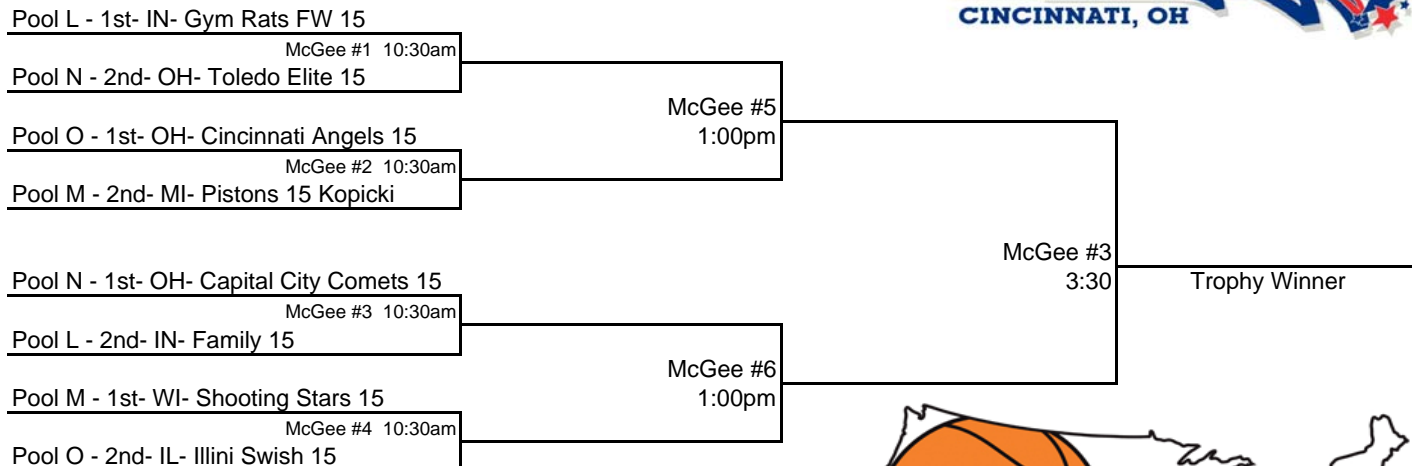 CINCINNATI, OH
Pool L - 1st- IN- Gym Rats FW 15
McGee #1 10:30am
Pool N - 2nd- OH- Toledo Elite 15
McGee #5
1:00pm
Pool O - 1st- OH- Cincinnati Angels 15
McGee #2 10:30am
Pool M - 2nd- MI- Pistons 15 Kopicki
McGee #3
3:30
Trophy Winner
Pool N - 1st- OH- Capital City Comets 15
McGee #3 10:30am
Pool L - 2nd- IN- Family 15
McGee #6
1:00pm
Pool M - 1st- WI- Shooting Stars 15
McGee #4 10:30am
Pool O - 2nd- IL- Illini Swish 15